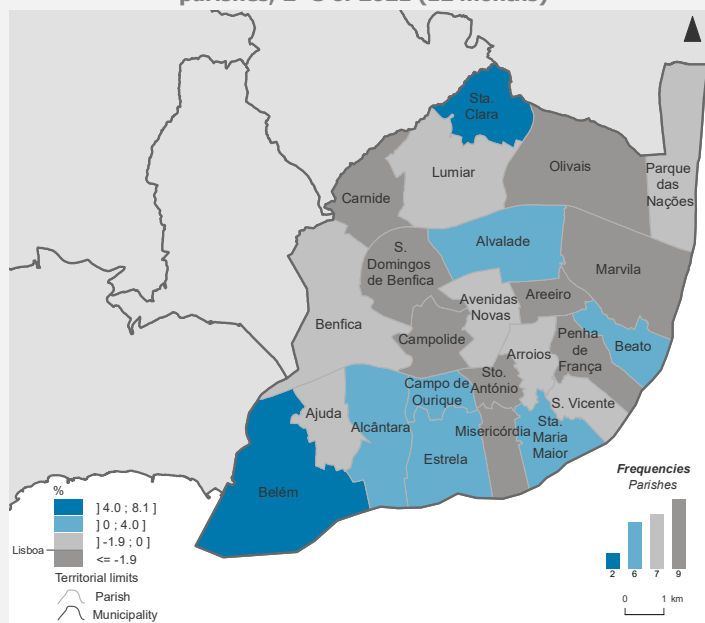 Sta.
Clara
Olivais
Lumiar
Parque
das
Nações
Carnide
Alvalade
S.
Domingos
de Benfica
Marvila
Avenidas
Novas
Areeiro
Benfica
Campolide
Penha
de
França
Beato
Arroios
Campo de
Ourique
Sto.
António
S. Vicente
Ajuda
Alcântara
Misericórdia
Sta.
Maria
Maior
Estrela
Belém
%
] 4.0 ; 8.1 ]
] 0 ; 4.0 ]
] -1.9 ; 0 ]
Lisboa
<= -1.9
Territorial limits
Parish
Municipality
Frequencies
Parishes
2 6 7 9
0 1 km